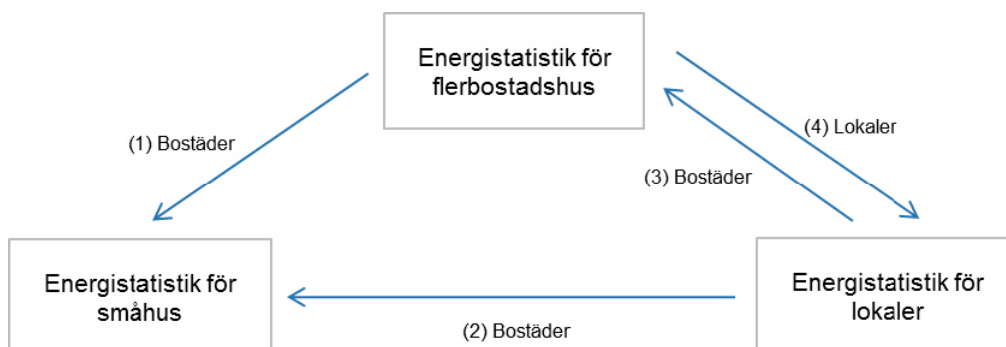 Energistatistik för
flerbostadshus
(1) Bostäder
(4) Lokaler
(3) Bostäder
Energistatistik för
småhus
Energistatistik för
lokaler
(2) Bostäder